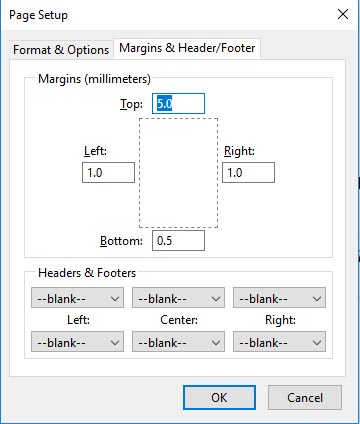 Page Setup
Format & Options Margins & Header/Footer
Margins (millimeters)
Top: 5.0
Left: Right:
1.0 1.0
Bottom: 0.5
Headers & Footers
--blank-- --blank-- --blank--
Left: Center: Right:
--blank-- --blank-- --blank--
OK Cancel